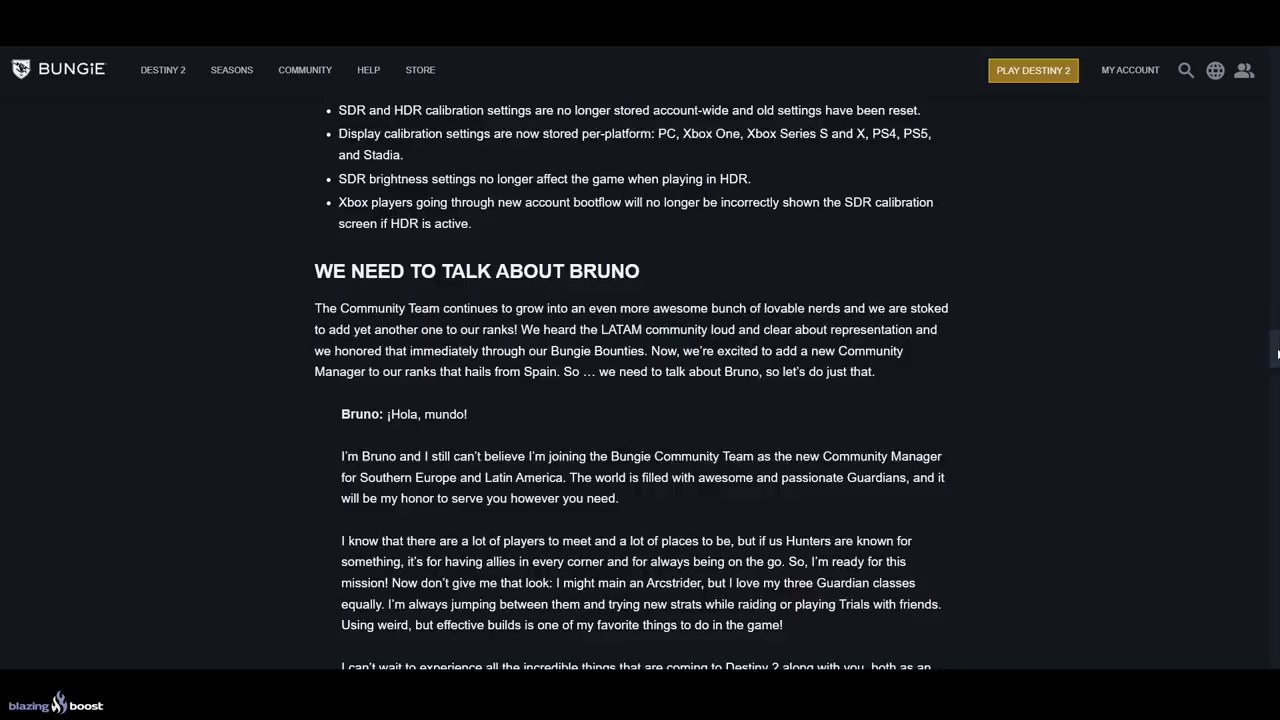 BUNGiE
DESTINY 2 SEASONS COMMUNITY HELP STORE
PLAY DESTINY 2
MY ACCOUNT
• SDR and HDR calibration settings are no longer stored account-wide and old settings have been reset.
• Display calibration settings are now stored per-platform: PC, Xbox One, Xbox Series S and X, PS4, PS5,
and Stadia.
• SDR brightness settings no longer affect the game when playing in HDR.
• Xbox players going through new account bootflow will no longer be incorrectly shown the SDR calibration
screen if HDR is active.
WE NEED TO TALK ABOUT BRUNO
The Community Team continues to grow into an even more awesome bunch of lovable nerds and we are stoked
to add yet another one to our ranks! We heard the LATAM community loud and clear about representation and
we honored that immediately through our Bungie Bounties. Now, we’re excited to add a new Community
Manager to our ranks that hails from Spain. So … we need to talk about Bruno, so let’s do just that.
Bruno: ¡Hola, mundo!
I’m Bruno and I still can’t believe I’m joining the Bungie Community Team as the new Community Manager
for Southern Europe and Latin America. The world is filled with awesome and passionate Guardians, and it
will be my honor to serve you however you need.
I know that there are a lot of players to meet and a lot of places to be, but if us Hunters are known for
something, it’s for having allies in every corner and for always being on the go. So, I’m ready for this
mission! Now don’t give me that look: I might main an Arcstrider, but I love my three Guardian classes
equally. I’m always jumping between them and trying new strats while raiding or playing Trials with friends.
Using weird, but effective builds is one of my favorite things to do in the game!
I can’t wait to experience all the incredible things that are coming to Destiny 2 along with you, both as an
blazing boost